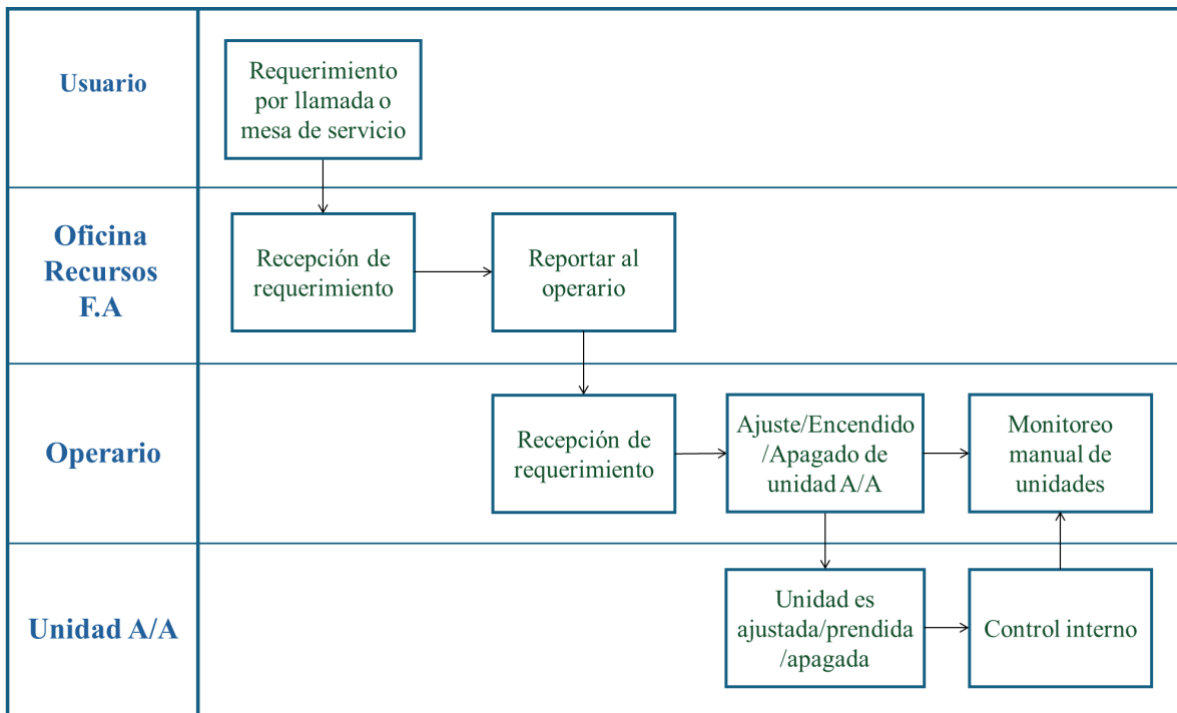 Usuario
Requerimiento
por llamada o
mesa de servicio
Oficina
Recursos
F.A
Recepción de
requerimiento
Reportar al
operario
Operario
Recepción de
requerimiento
Ajuste/Encendido
/Apagado de
unidad A/A
Monitoreo
manual de
unidades
Unidad A/A
Unidad es
ajustada/prendida
/apagada
Control interno